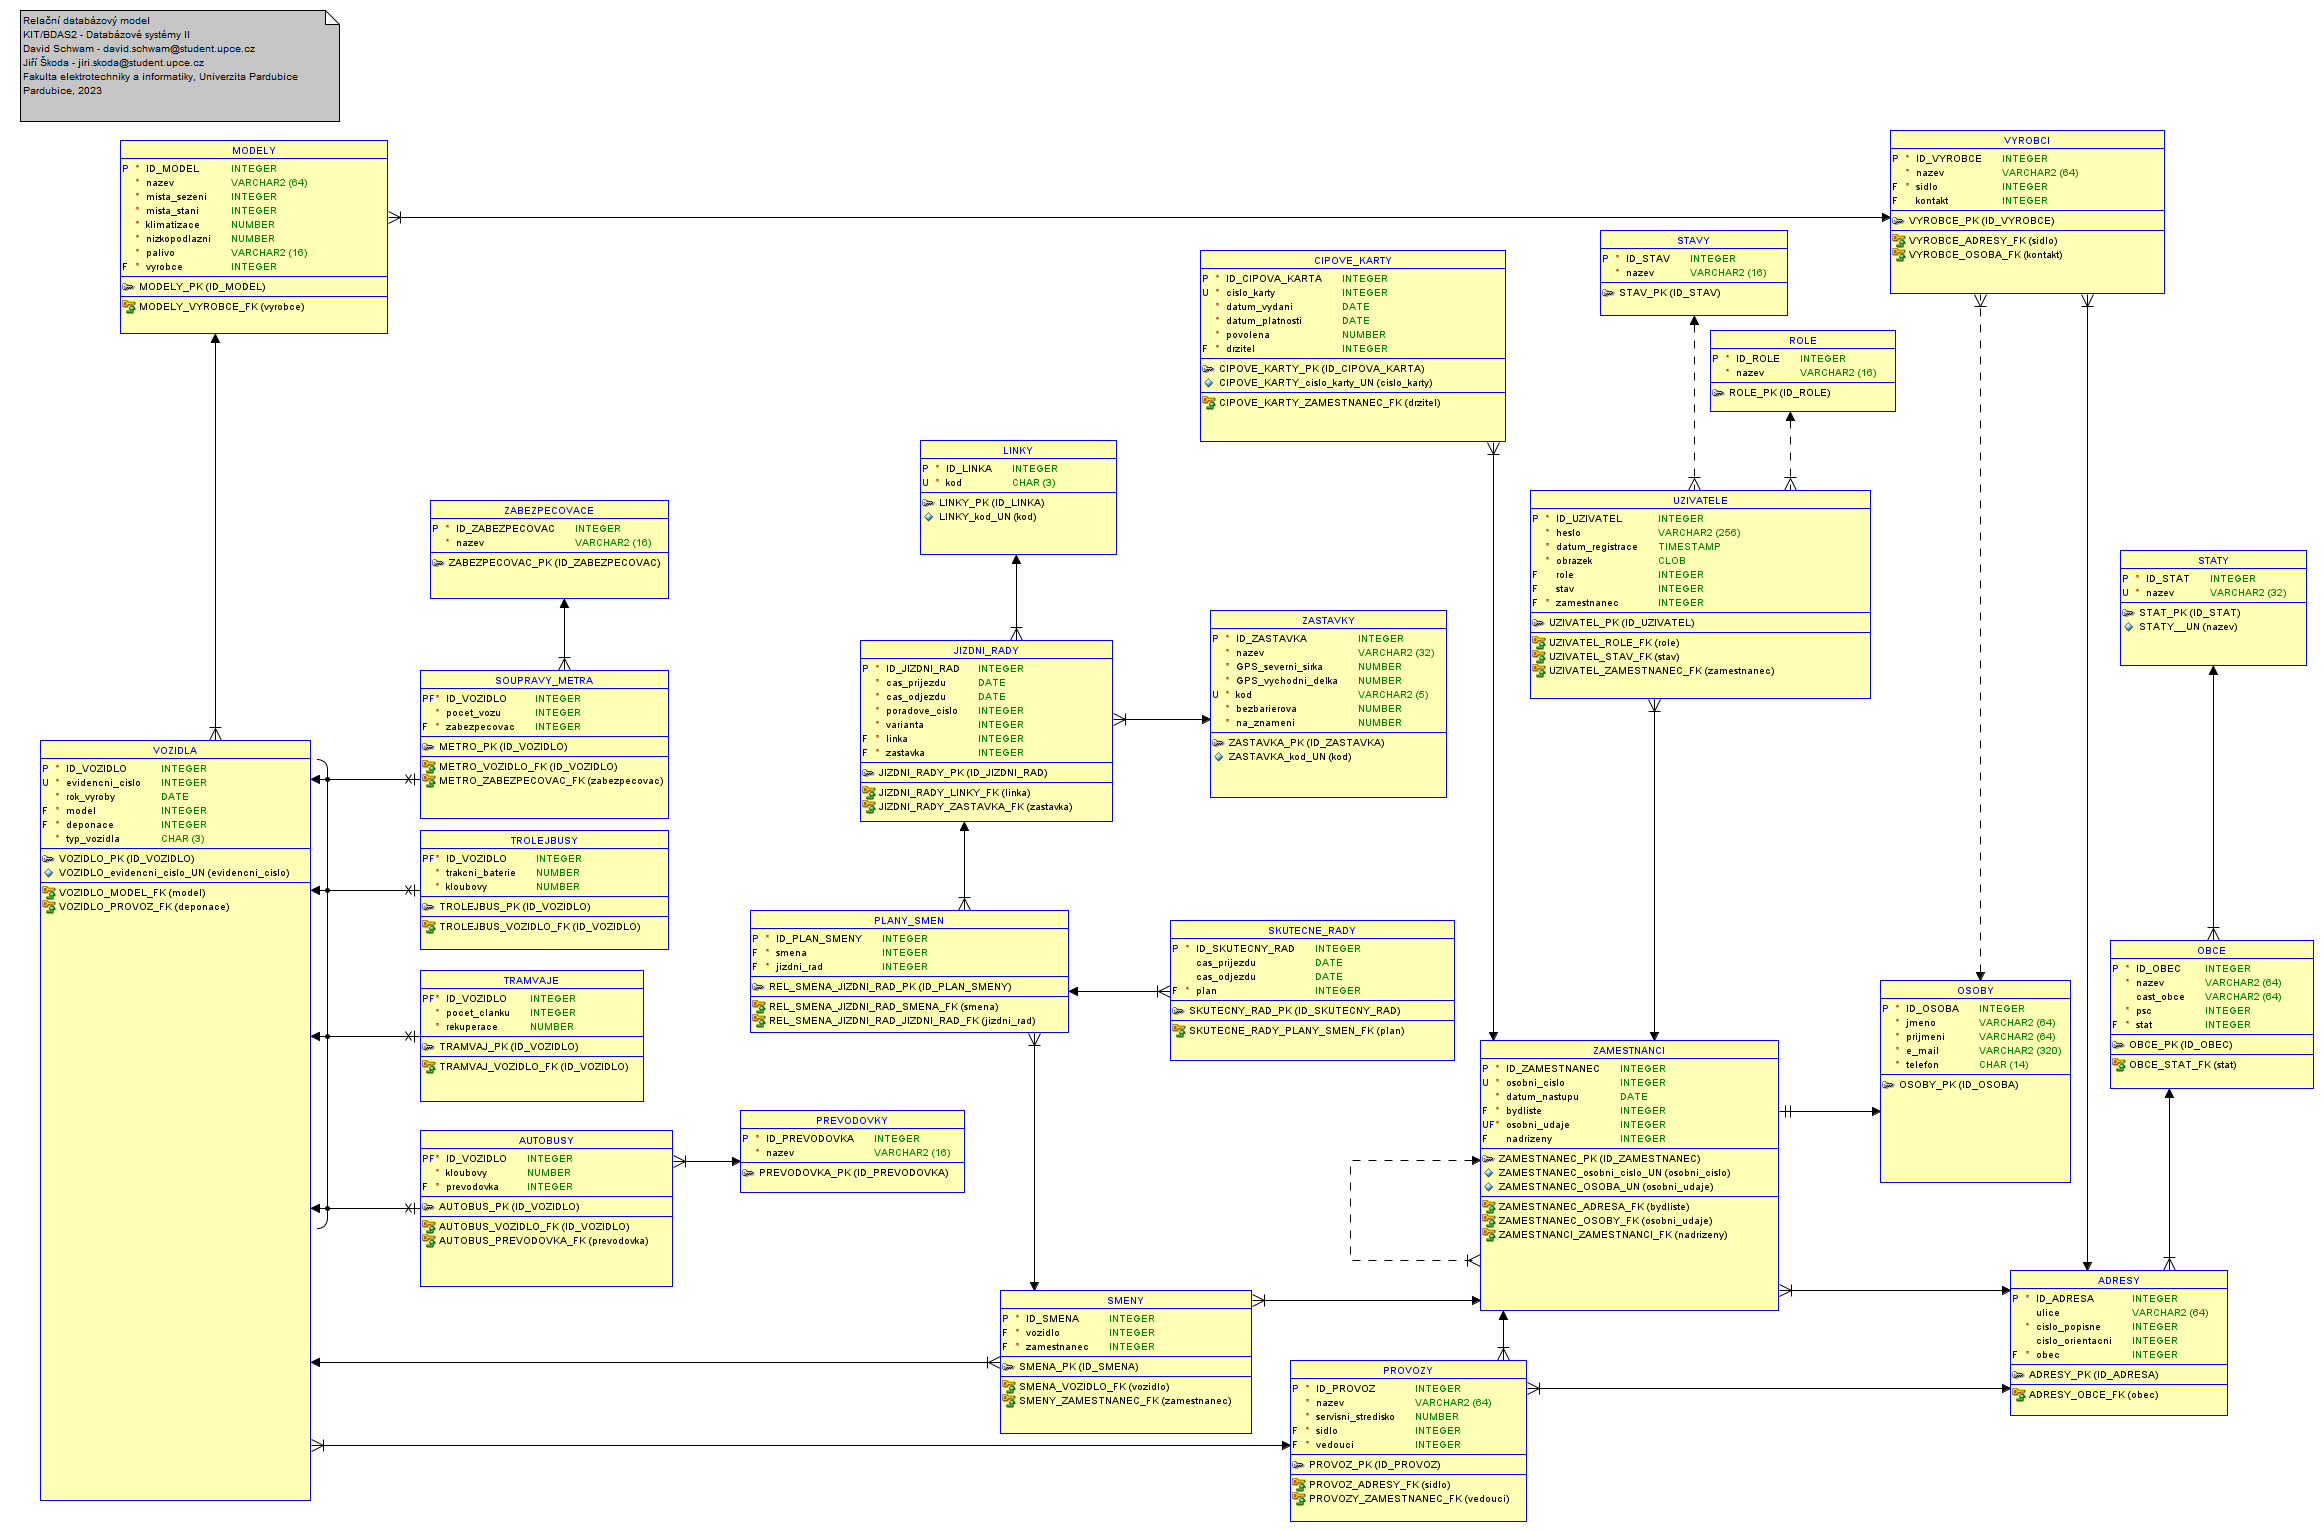 Relační databázový model
KIT/BDAS2 - Databázové systémy II
David Schwam - david.schwam@student.upce.cz
Jiří Škoda - jiri.skoda@student.upce.cz
Fakulta elektrotechniky a informatiky, Univerzita Pardubice
Pardubice, 2023
MODELY
P * ID_MODEL INTEGER
* nazev VARCHAR2 (64)
* mista_sezeni INTEGER
* mista_stani INTEGER
* klimatizace NUMBER
* nizkopodlazni NUMBER
* palivo VARCHAR2 (16)
F * vyrobce INTEGER
MODELY_PK (ID_MODEL)
MODELY_VYROBCE_FK (vyrobce)
VYROBCI
P * ID_VYROBCE INTEGER
* nazev VARCHAR2 (64)
F * sidlo INTEGER
F kontakt INTEGER
VYROBCE_PK (ID_VYROBCE)
VYROBCE_ADRESY_FK (sidlo)
VYROBCE_OSOBA_FK (kontakt)
STAVY
P * ID_STAV INTEGER
* nazev VARCHAR2 (16)
STAV_PK (ID_STAV)
CIPOVE_KARTY
P * ID_CIPOVA_KARTA INTEGER
U * cislo_karty INTEGER
* datum_vydani DATE
* datum_platnosti DATE
* povolena NUMBER
F * drzitel INTEGER
CIPOVE_KARTY_PK (ID_CIPOVA_KARTA)
CIPOVE_KARTY_cislo_karty_UN (cislo_karty)
CIPOVE_KARTY_ZAMESTNANEC_FK (drzitel)
ROLE
P * ID_ROLE INTEGER
* nazev VARCHAR2 (16)
ROLE_PK (ID_ROLE)
LINKY
P * ID_LINKA INTEGER
U * kod CHAR (3)
LINKY_PK (ID_LINKA)
LINKY_kod_UN (kod)
ZABEZPECOVACE
P * ID_ZABEZPECOVAC INTEGER
* nazev VARCHAR2 (16)
ZABEZPECOVAC_PK (ID_ZABEZPECOVAC)
UZIVATELE
P * ID_UZIVATEL INTEGER
* heslo VARCHAR2 (256)
* datum_registrace TIMESTAMP
* obrazek CLOB
F role INTEGER
F stav INTEGER
F * zamestnanec INTEGER
UZIVATEL_PK (ID_UZIVATEL)
UZIVATEL_ROLE_FK (role)
UZIVATEL_STAV_FK (stav)
UZIVATEL_ZAMESTNANEC_FK (zamestnanec)
STATY
P * ID_STAT INTEGER
U * nazev VARCHAR2 (32)
STAT_PK (ID_STAT)
STATY__UN (nazev)
ZASTAVKY
P * ID_ZASTAVKA INTEGER
* nazev VARCHAR2 (32)
* GPS_severni_sirka NUMBER
* GPS_vychodni_delka NUMBER
U * kod VARCHAR2 (5)
* bezbarierova NUMBER
* na_znameni NUMBER
ZASTAVKA_PK (ID_ZASTAVKA)
ZASTAVKA_kod_UN (kod)
JIZDNI_RADY
P * ID_JIZDNI_RAD INTEGER
* cas_prijezdu DATE
* cas_odjezdu DATE
* poradove_cislo INTEGER
* varianta INTEGER
F * linka INTEGER
F * zastavka INTEGER
JIZDNI_RADY_PK (ID_JIZDNI_RAD)
JIZDNI_RADY_LINKY_FK (linka)
JIZDNI_RADY_ZASTAVKA_FK (zastavka)
SOUPRAVY_METRA
PF* ID_VOZIDLO INTEGER
* pocet_vozu INTEGER
F * zabezpecovac INTEGER
METRO_PK (ID_VOZIDLO)
METRO_VOZIDLO_FK (ID_VOZIDLO)
METRO_ZABEZPECOVAC_FK (zabezpecovac)
VOZIDLA
P * ID_VOZIDLO INTEGER
U * evidencni_cislo INTEGER
* rok_vyroby DATE
F * model INTEGER
F * deponace INTEGER
* typ_vozidla CHAR (3)
VOZIDLO_PK (ID_VOZIDLO)
VOZIDLO_evidencni_cislo_UN (evidencni_cislo)
VOZIDLO_MODEL_FK (model)
VOZIDLO_PROVOZ_FK (deponace)
TROLEJBUSY
PF* ID_VOZIDLO INTEGER
* trakcni_baterie NUMBER
* kloubovy NUMBER
TROLEJBUS_PK (ID_VOZIDLO)
TROLEJBUS_VOZIDLO_FK (ID_VOZIDLO)
PLANY_SMEN
P * ID_PLAN_SMENY INTEGER
F * smena INTEGER
F * jizdni_rad INTEGER
REL_SMENA_JIZDNI_RAD_PK (ID_PLAN_SMENY)
REL_SMENA_JIZDNI_RAD_SMENA_FK (smena)
REL_SMENA_JIZDNI_RAD_JIZDNI_RAD_FK (jizdni_rad)
SKUTECNE_RADY
P * ID_SKUTECNY_RAD INTEGER
cas_prijezdu DATE
cas_odjezdu DATE
F * plan INTEGER
SKUTECNY_RAD_PK (ID_SKUTECNY_RAD)
SKUTECNE_RADY_PLANY_SMEN_FK (plan)
OBCE
P * ID_OBEC INTEGER
* nazev VARCHAR2 (64)
cast_obce VARCHAR2 (64)
* psc INTEGER
F * stat INTEGER
OBCE_PK (ID_OBEC)
OBCE_STAT_FK (stat)
TRAMVAJE
PF* ID_VOZIDLO INTEGER
* pocet_clanku INTEGER
* rekuperace NUMBER
TRAMVAJ_PK (ID_VOZIDLO)
TRAMVAJ_VOZIDLO_FK (ID_VOZIDLO)
OSOBY
P * ID_OSOBA INTEGER
* jmeno VARCHAR2 (64)
* prijmeni VARCHAR2 (64)
* e_mail VARCHAR2 (320)
* telefon CHAR (14)
OSOBY_PK (ID_OSOBA)
ZAMESTNANCI
P * ID_ZAMESTNANEC INTEGER
U * osobni_cislo INTEGER
* datum_nastupu DATE
F * bydliste INTEGER
UF* osobni_udaje INTEGER
F nadrizeny INTEGER
ZAMESTNANEC_PK (ID_ZAMESTNANEC)
ZAMESTNANEC_osobni_cislo_UN (osobni_cislo)
ZAMESTNANEC_OSOBA_UN (osobni_udaje)
ZAMESTNANEC_ADRESA_FK (bydliste)
ZAMESTNANEC_OSOBY_FK (osobni_udaje)
ZAMESTNANCI_ZAMESTNANCI_FK (nadrizeny)
PREVODOVKY
P * ID_PREVODOVKA INTEGER
* nazev VARCHAR2 (16)
PREVODOVKA_PK (ID_PREVODOVKA)
AUTOBUSY
PF* ID_VOZIDLO INTEGER
* kloubovy NUMBER
F * prevodovka INTEGER
AUTOBUS_PK (ID_VOZIDLO)
AUTOBUS_VOZIDLO_FK (ID_VOZIDLO)
AUTOBUS_PREVODOVKA_FK (prevodovka)
ADRESY
P * ID_ADRESA INTEGER
ulice VARCHAR2 (64)
* cislo_popisne INTEGER
cislo_orientacni INTEGER
F * obec INTEGER
ADRESY_PK (ID_ADRESA)
ADRESY_OBCE_FK (obec)
SMENY
P * ID_SMENA INTEGER
F * vozidlo INTEGER
F * zamestnanec INTEGER
SMENA_PK (ID_SMENA)
SMENA_VOZIDLO_FK (vozidlo)
SMENY_ZAMESTNANEC_FK (zamestnanec)
PROVOZY
P * ID_PROVOZ INTEGER
* nazev VARCHAR2 (64)
* servisni_stredisko NUMBER
F * sidlo INTEGER
F * vedouci INTEGER
PROVOZ_PK (ID_PROVOZ)
PROVOZ_ADRESY_FK (sidlo)
PROVOZY_ZAMESTNANEC_FK (vedouci)